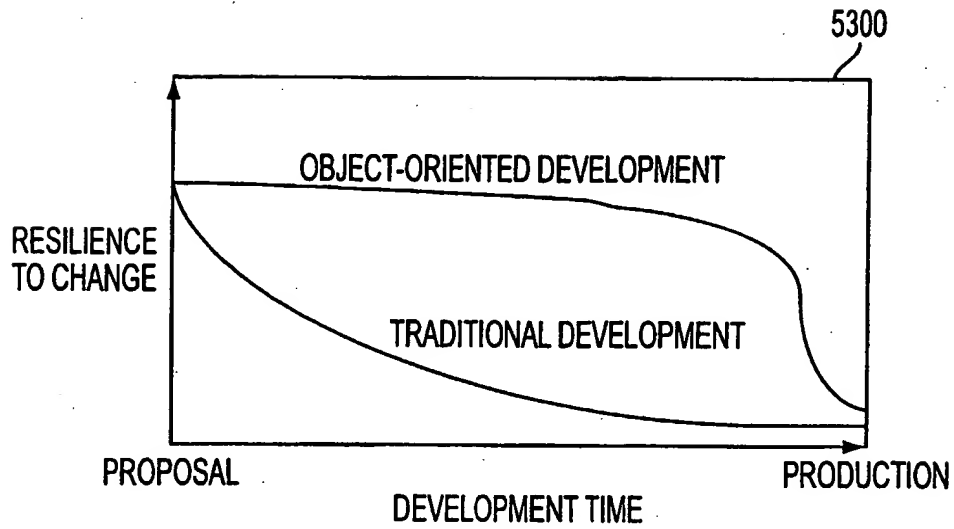 5300
OBJECT-ORIENTED DEVELOPMENT
RESILIENCE
TO CHANGE
TRADITIONAL DEVELOPMENT
PROPOSAL
PRODUCTION
DEVELOPMENT TIME